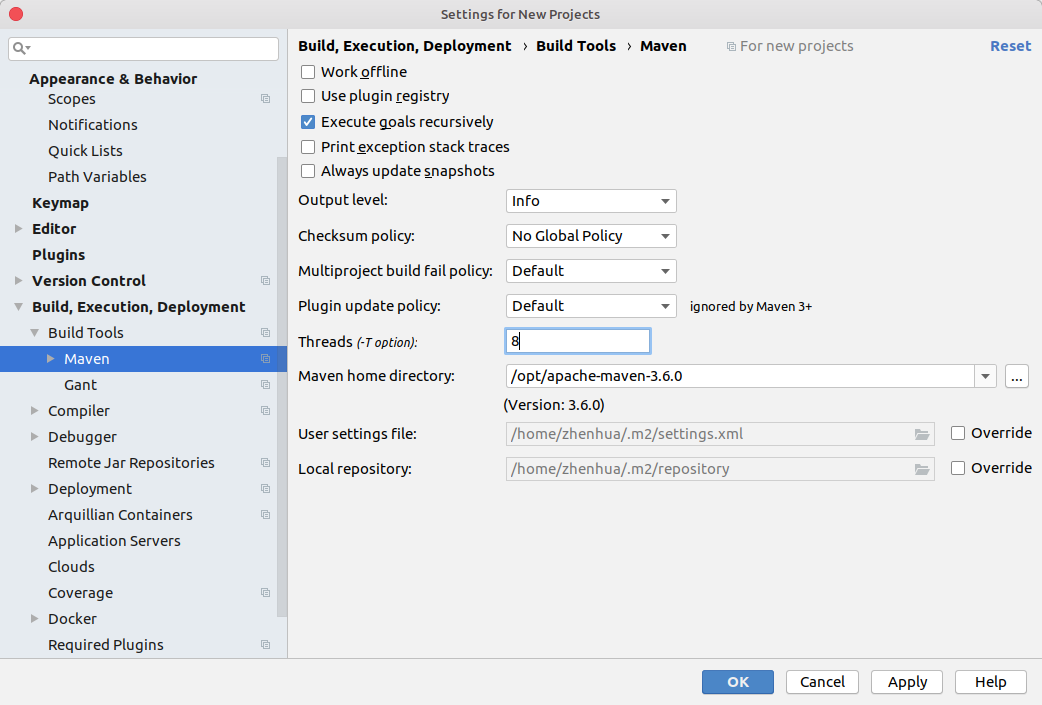 Settings for New Projects
Appearance & Behavior
Scopes
Notifications
Quick Lists
Path Variables
Keymap
Editor
Plugins
Version Control
Build, Execution, Deployment
Build Tools
Maven
Gant
Compiler
Debugger
Remote Jar Repositories
Deployment
Arquillian Containers
Application Servers
Clouds
Coverage
Docker
Required Plugins
Build, Execution, Deployment › Build Tools › Maven For new projects Reset
Work offline
Use plugin registry
Execute goals recursively
Print exception stack traces
Always update snapshots
Output level: Info
Checksum policy: No Global Policy
Multiproject build fail policy: Default
Plugin update policy: Default ignored by Maven 3+
Threads (-T option): 8
Maven home directory: /opt/apache-maven-3.6.0 ...
(Version: 3.6.0)
User settings file: /home/zhenhua/.m2/settings.xml Override
Local repository: /home/zhenhua/.m2/repository Override
OK Cancel Apply Help